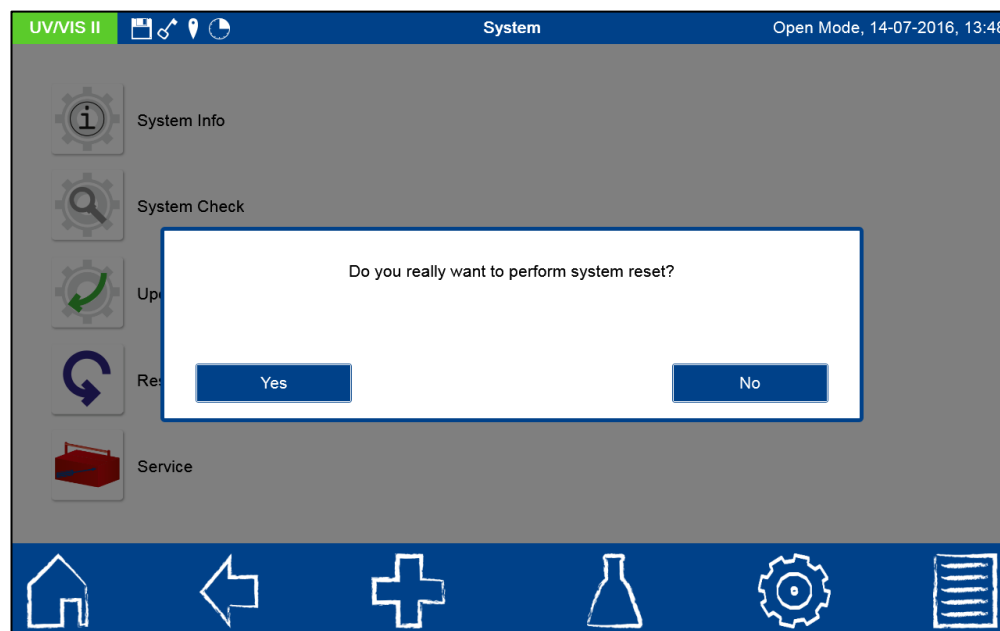 UV/VIS II System Open Mode, 14-07-2016, 13:48
System Info
System Check
Do you really want to perform system reset?
Yes No
Service